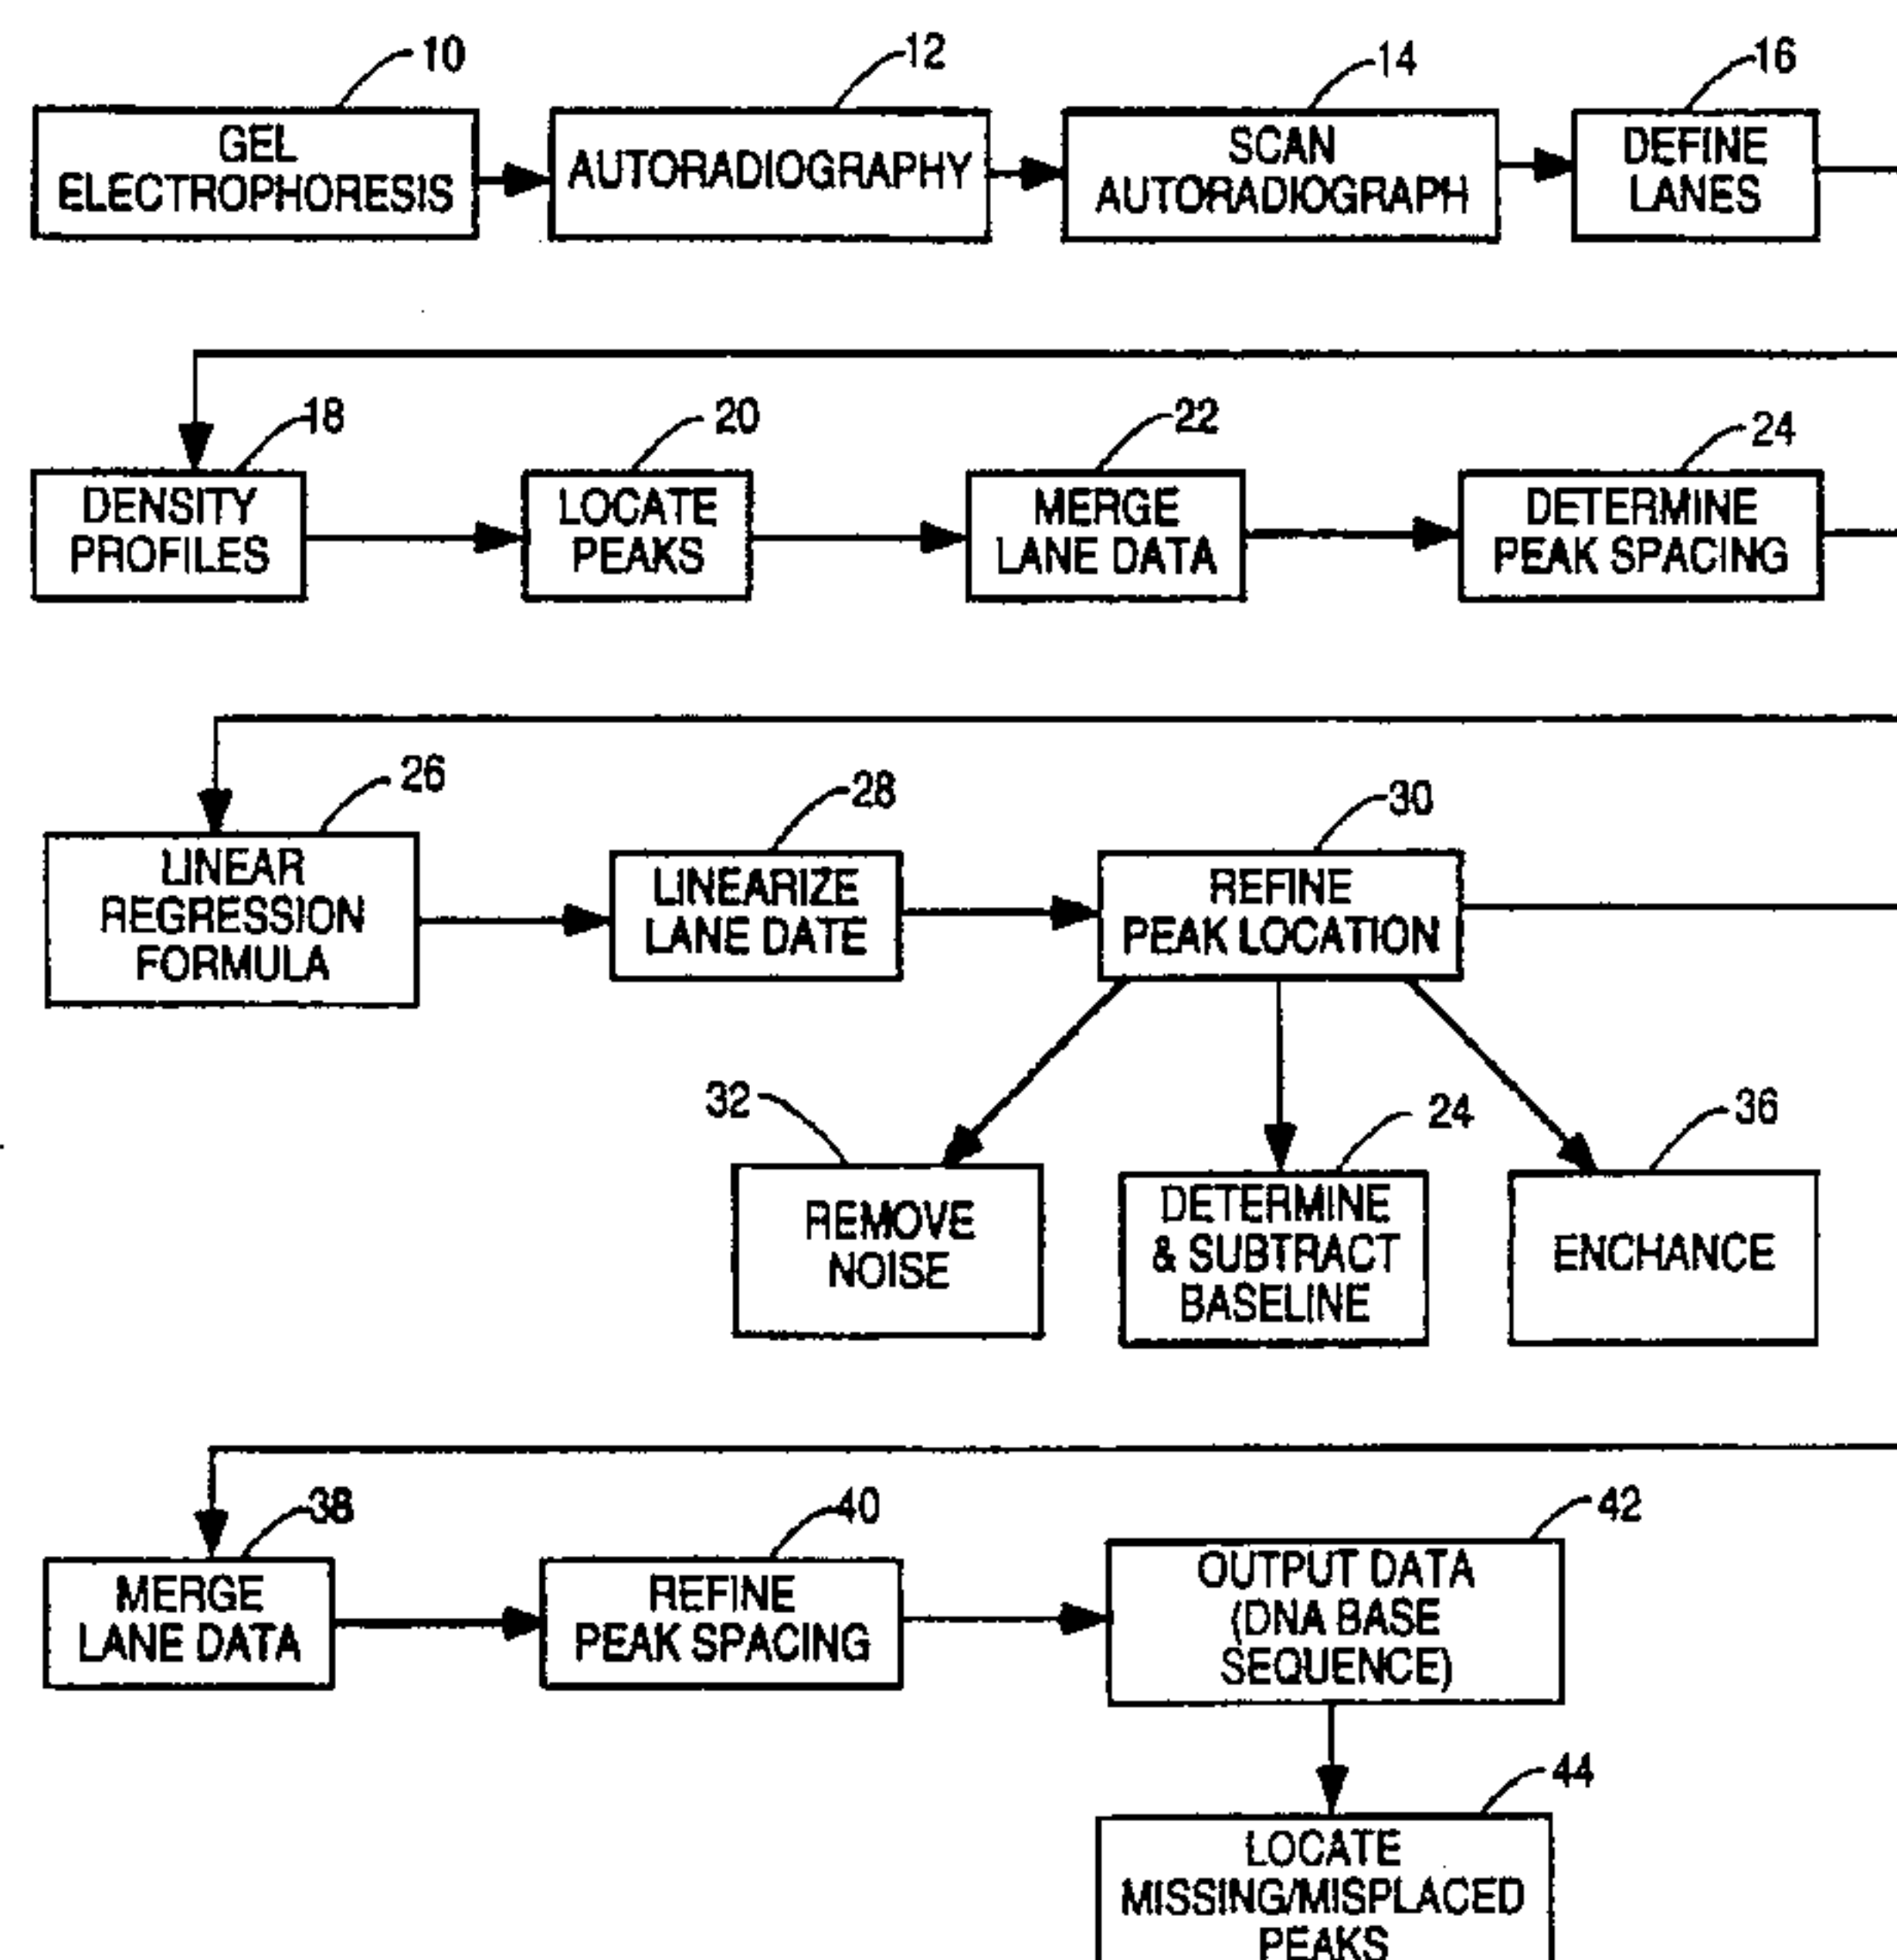 10
12
14
16
GEL
ELECTROPHORESIS
AUTORADIOGRAPHY
SCAN
AUTORADIOGRAPH
DEFINE
LANES
18
20
22
24
DENSITY
PROFILES
LOCATE
PEAKS
MERGE
LANE DATA
DETERMINE
PEAK SPACING
26
28
30
LINEAR
REGRESSION
FORMULA
LINEARIZE
LANE DATE
REFINE
PEAK LOCATION
32
24
36
REMOVE
NOISE
DETERMINE
& SUBTRACT
BASELINE
ENCHANCE
38
40
42
MERGE
LANE DATA
REFINE
PEAK SPACING
OUTPUT DATA
(DNA BASE
SEQUENCE)
44
LOCATE
MISSING/MISPLACED
PEAKS